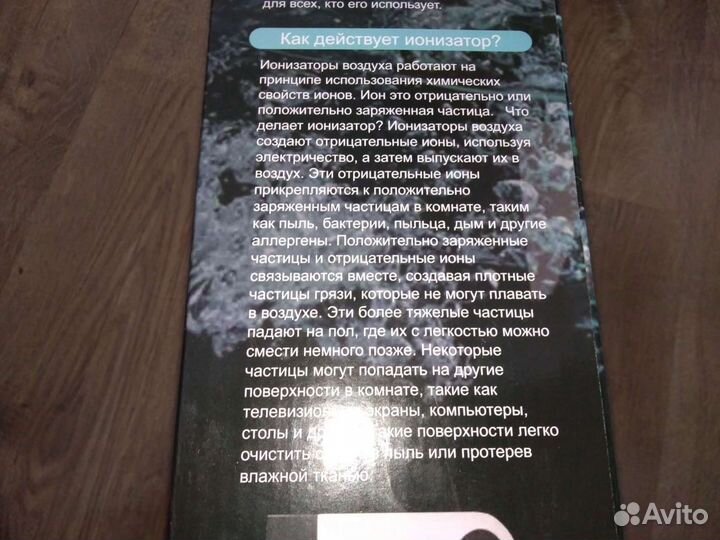 для всех, кто его использует.
Как действует ионизатор?
Ионизаторы воздуха работают на
принципе использования химических
свойств ионов. Ион это отрицательно или
положительно заряженная частица. Что
делает ионизатор? Ионизаторы воздуха
создают отрицательные ионы, используя
электричество, а затем выпускают их в
воздух. Эти отрицательные ионы
прикрепляются к положительно
заряженным частицам в комнате, таким
как пыль, бактерии, пыльца, дым и другие
аллергены. Положительно заряженные
частицы и отрицательные ионы
связываются вместе, создавая плотные
частицы грязи, которые не могут плавать
в воздухе. Эти более тяжелые частицы
падают на пол, где их с легкостью можно
смести немного позже. Некоторые
частицы могут попадать на другие
поверхности в комнате, такие как
экраны, компьютеры,
столы и поверхности легко
очистить пыль или протерев
влажной тканью.
Avito